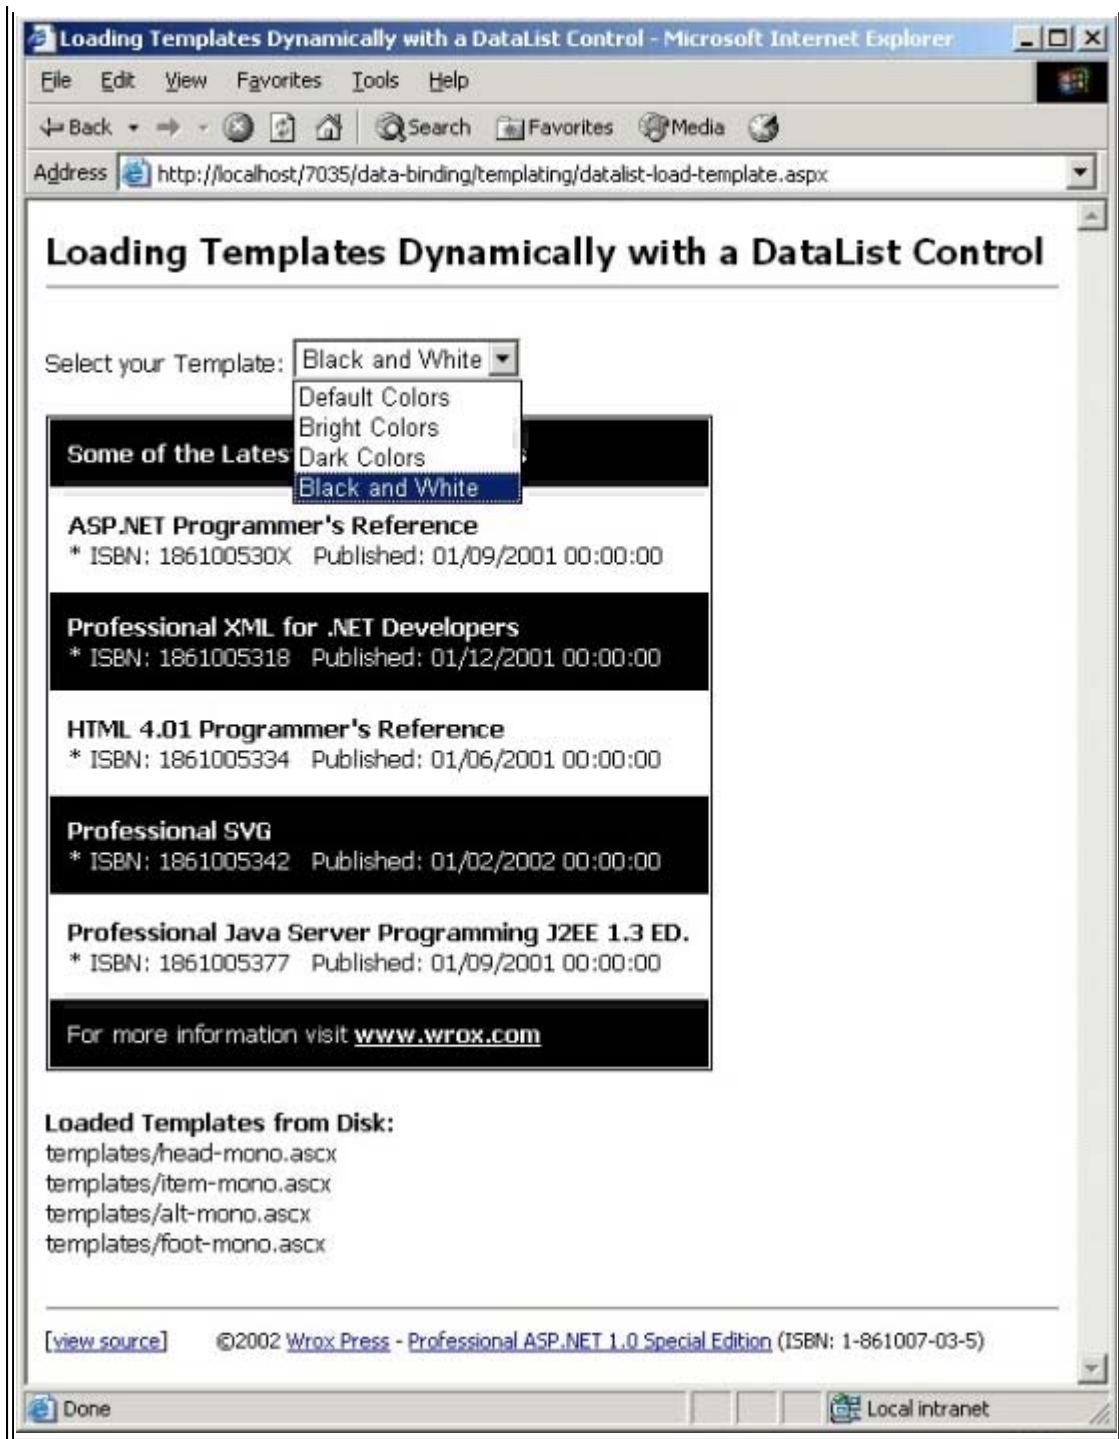 Loading Templates Dynamically with a DataList Control - Microsoft Internet Explorer
File Edit View Favorites Tools Help
Back Search Favorites Media
Address http://localhost/7035/data-binding/templating/datalist-load-template.aspx
Loading Templates Dynamically with a DataList Control
Select your Template: Black and White
Default Colors
Bright Colors
Dark Colors
Black and White
Some of the
ASP.NET Programmer's Reference
* ISBN: 186100530X Published: 01/09/2001 00:00:00
Professional XML for .NET Developers
* ISBN: 1861005318 Published: 01/12/2001 00:00:00
HTML 4.01 Programmer's Reference
* ISBN: 1861005334 Published: 01/06/2001 00:00:00
Professional SVG
* ISBN: 1861005342 Published: 01/02/2002 00:00:00
Professional Java Server Programming J2EE 1.3 ED.
* ISBN: 1861005377 Published: 01/09/2001 00:00:00
For more information visit www.wrox.com
Loaded Templates from Disk:
templates/head-mono.ascx
templates/item-mono.ascx
templates/alt-mono.ascx
templates/foot-mono.ascx
[view source] ©2002 Wrox Press - Professional ASP.NET 1.0 Special Edition (ISBN: 1-861007-03-5)
Done Local intranet